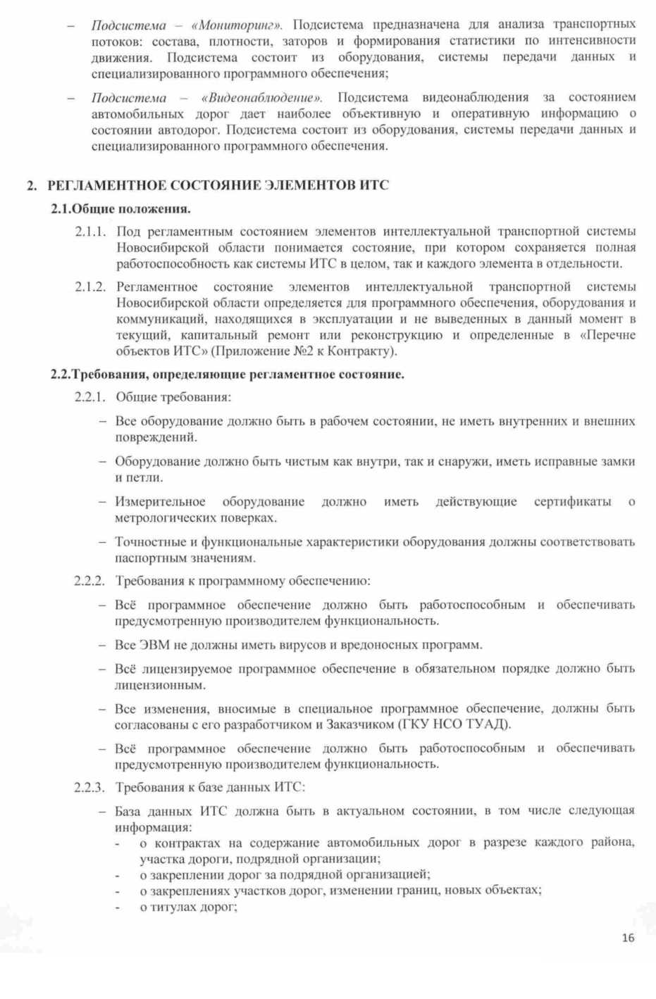 – Подсистема – «Мониторинг». Подсистема предназначена для анализа транспортных
потоков: состава, плотности, заторов и формирования статистики по интенсивности
движения. Подсистема состоит из оборудования, системы передачи данных и
специализированного программного обеспечения;
– Подсистема – «Видеонаблюдение». Подсистема видеонаблюдения за состоянием
автомобильных дорог дает наиболее объективную и оперативную информацию о
состоянии автодорог. Подсистема состоит из оборудования, системы передачи данных и
специализированного программного обеспечения.
2. РЕГЛАМЕНТНОЕ СОСТОЯНИЕ ЭЛЕМЕНТОВ ИТС
2.1.Общие положения.
2.1.1. Под регламентным состоянием элементов интеллектуальной транспортной системы
Новосибирской области понимается состояние, при котором сохраняется полная
работоспособность как системы ИТС в целом, так и каждого элемента в отдельности.
2.1.2. Регламентное состояние элементов интеллектуальной транспортной системы
Новосибирской области определяется для программного обеспечения, оборудования и
коммуникаций, находящихся в эксплуатации и не выведенных в данный момент в
текущий, капитальный ремонт или реконструкцию и определенные в «Перечне
объектов ИТС» (Приложение №2 к Контракту).
2.2.Требования, определяющие регламентное состояние.
2.2.1. Общие требования:
– Все оборудование должно быть в рабочем состоянии, не иметь внутренних и внешних
повреждений.
– Оборудование должно быть чистым как внутри, так и снаружи, иметь исправные замки
и петли.
– Измерительное оборудование должно иметь действующие сертификаты о
метрологических поверках.
– Точностные и функциональные характеристики оборудования должны соответствовать
паспортным значениям.
2.2.2. Требования к программному обеспечению:
– Всё программное обеспечение должно быть работоспособным и обеспечивать
предусмотренную производителем функциональность.
– Все ЭВМ не должны иметь вирусов и вредоносных программ.
– Всё лицензируемое программное обеспечение в обязательном порядке должно быть
лицензионным.
– Все изменения, вносимые в специальное программное обеспечение, должны быть
согласованы с его разработчиком и Заказчиком (ГКУ НСО ТУАД).
– Всё программное обеспечение должно быть работоспособным и обеспечивать
предусмотренную производителем функциональность.
2.2.3. Требования к базе данных ИТС:
– База данных ИТС должна быть в актуальном состоянии, в том числе следующая
информация:
- о контрактах на содержание автомобильных дорог в разрезе каждого района,
участка дороги, подрядной организации;
- о закреплении дорог за подрядной организацией;
- о закреплениях участков дорог, изменении границ, новых объектах;
- о титулах дорог;
16